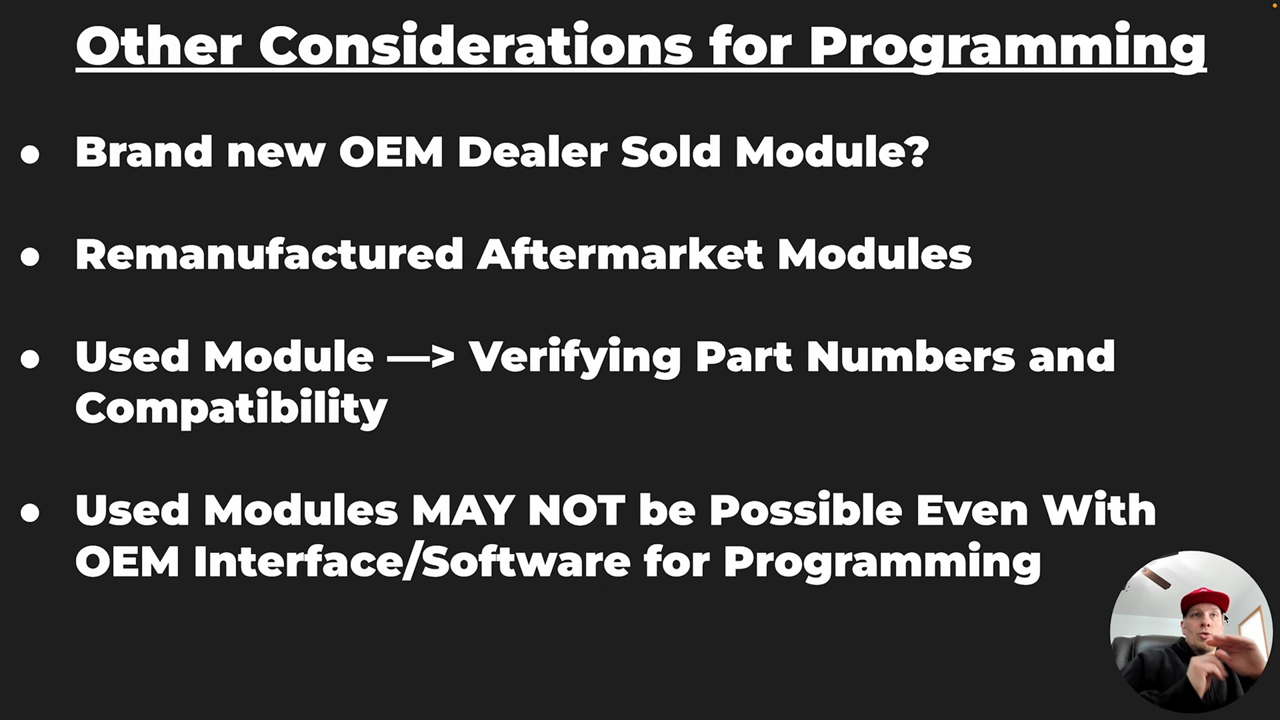 Other Considerations for Programming
● Brand new OEM Dealer Sold Module?
● Remanufactured Aftermarket Modules
● Used Module —> Verifying Part Numbers and
Compatibility
● Used Modules MAY NOT be Possible Even With
OEM Interface/Software for Programming